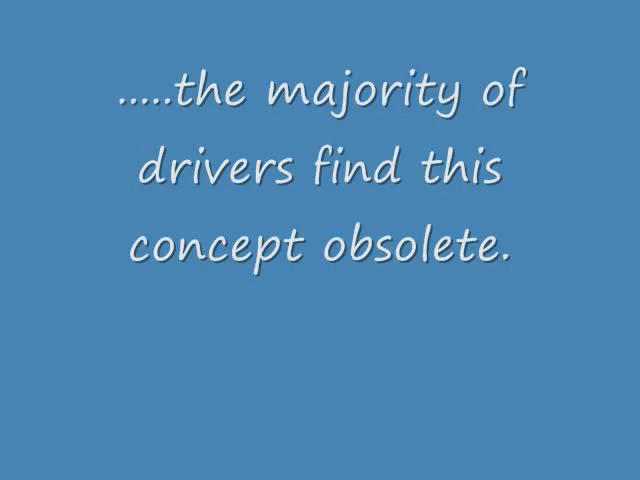 .....the majority of
drivers find this
concept obsolete.